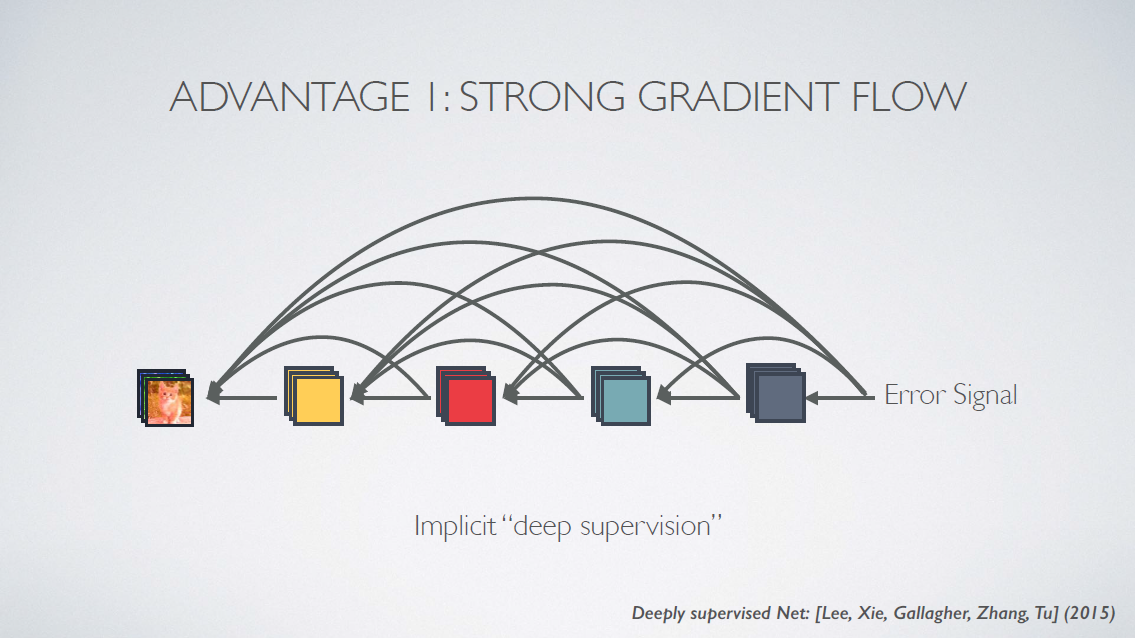 ADVANTAGE 1: STRONG GRADIENT FLOW
Error Signal
Implicit “deep supervision”
Deeply supervised Net: [Lee, Xie, Gallagher, Zhang, Tu] (2015)